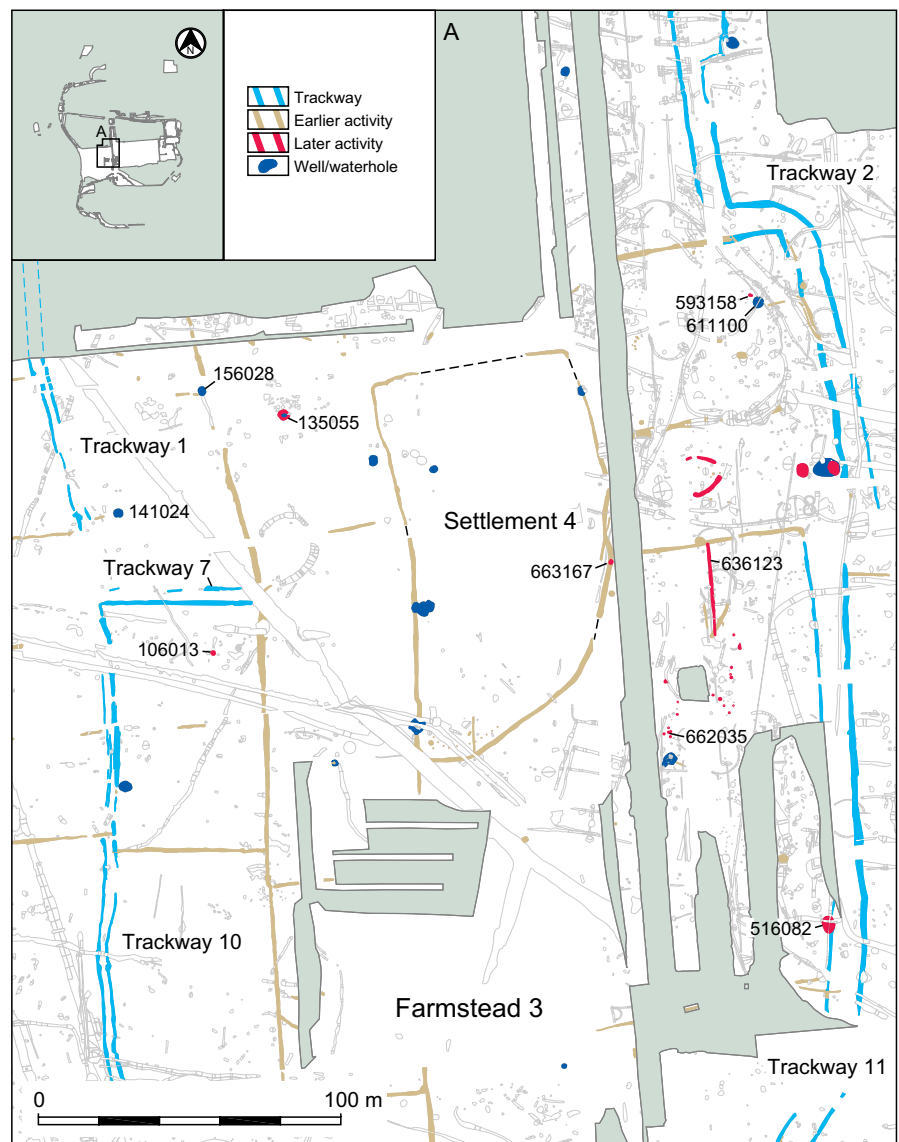 A
N
A
Trackway
Earlier activity
Later activity
Well/waterhole
Trackway 2
593158
611100
156028
135055
Trackway 1
141024
Settlement 4
663167
636123
Trackway 7
106013
662035
516082
Trackway 10
Farmstead 3
Trackway 11
0 100 m